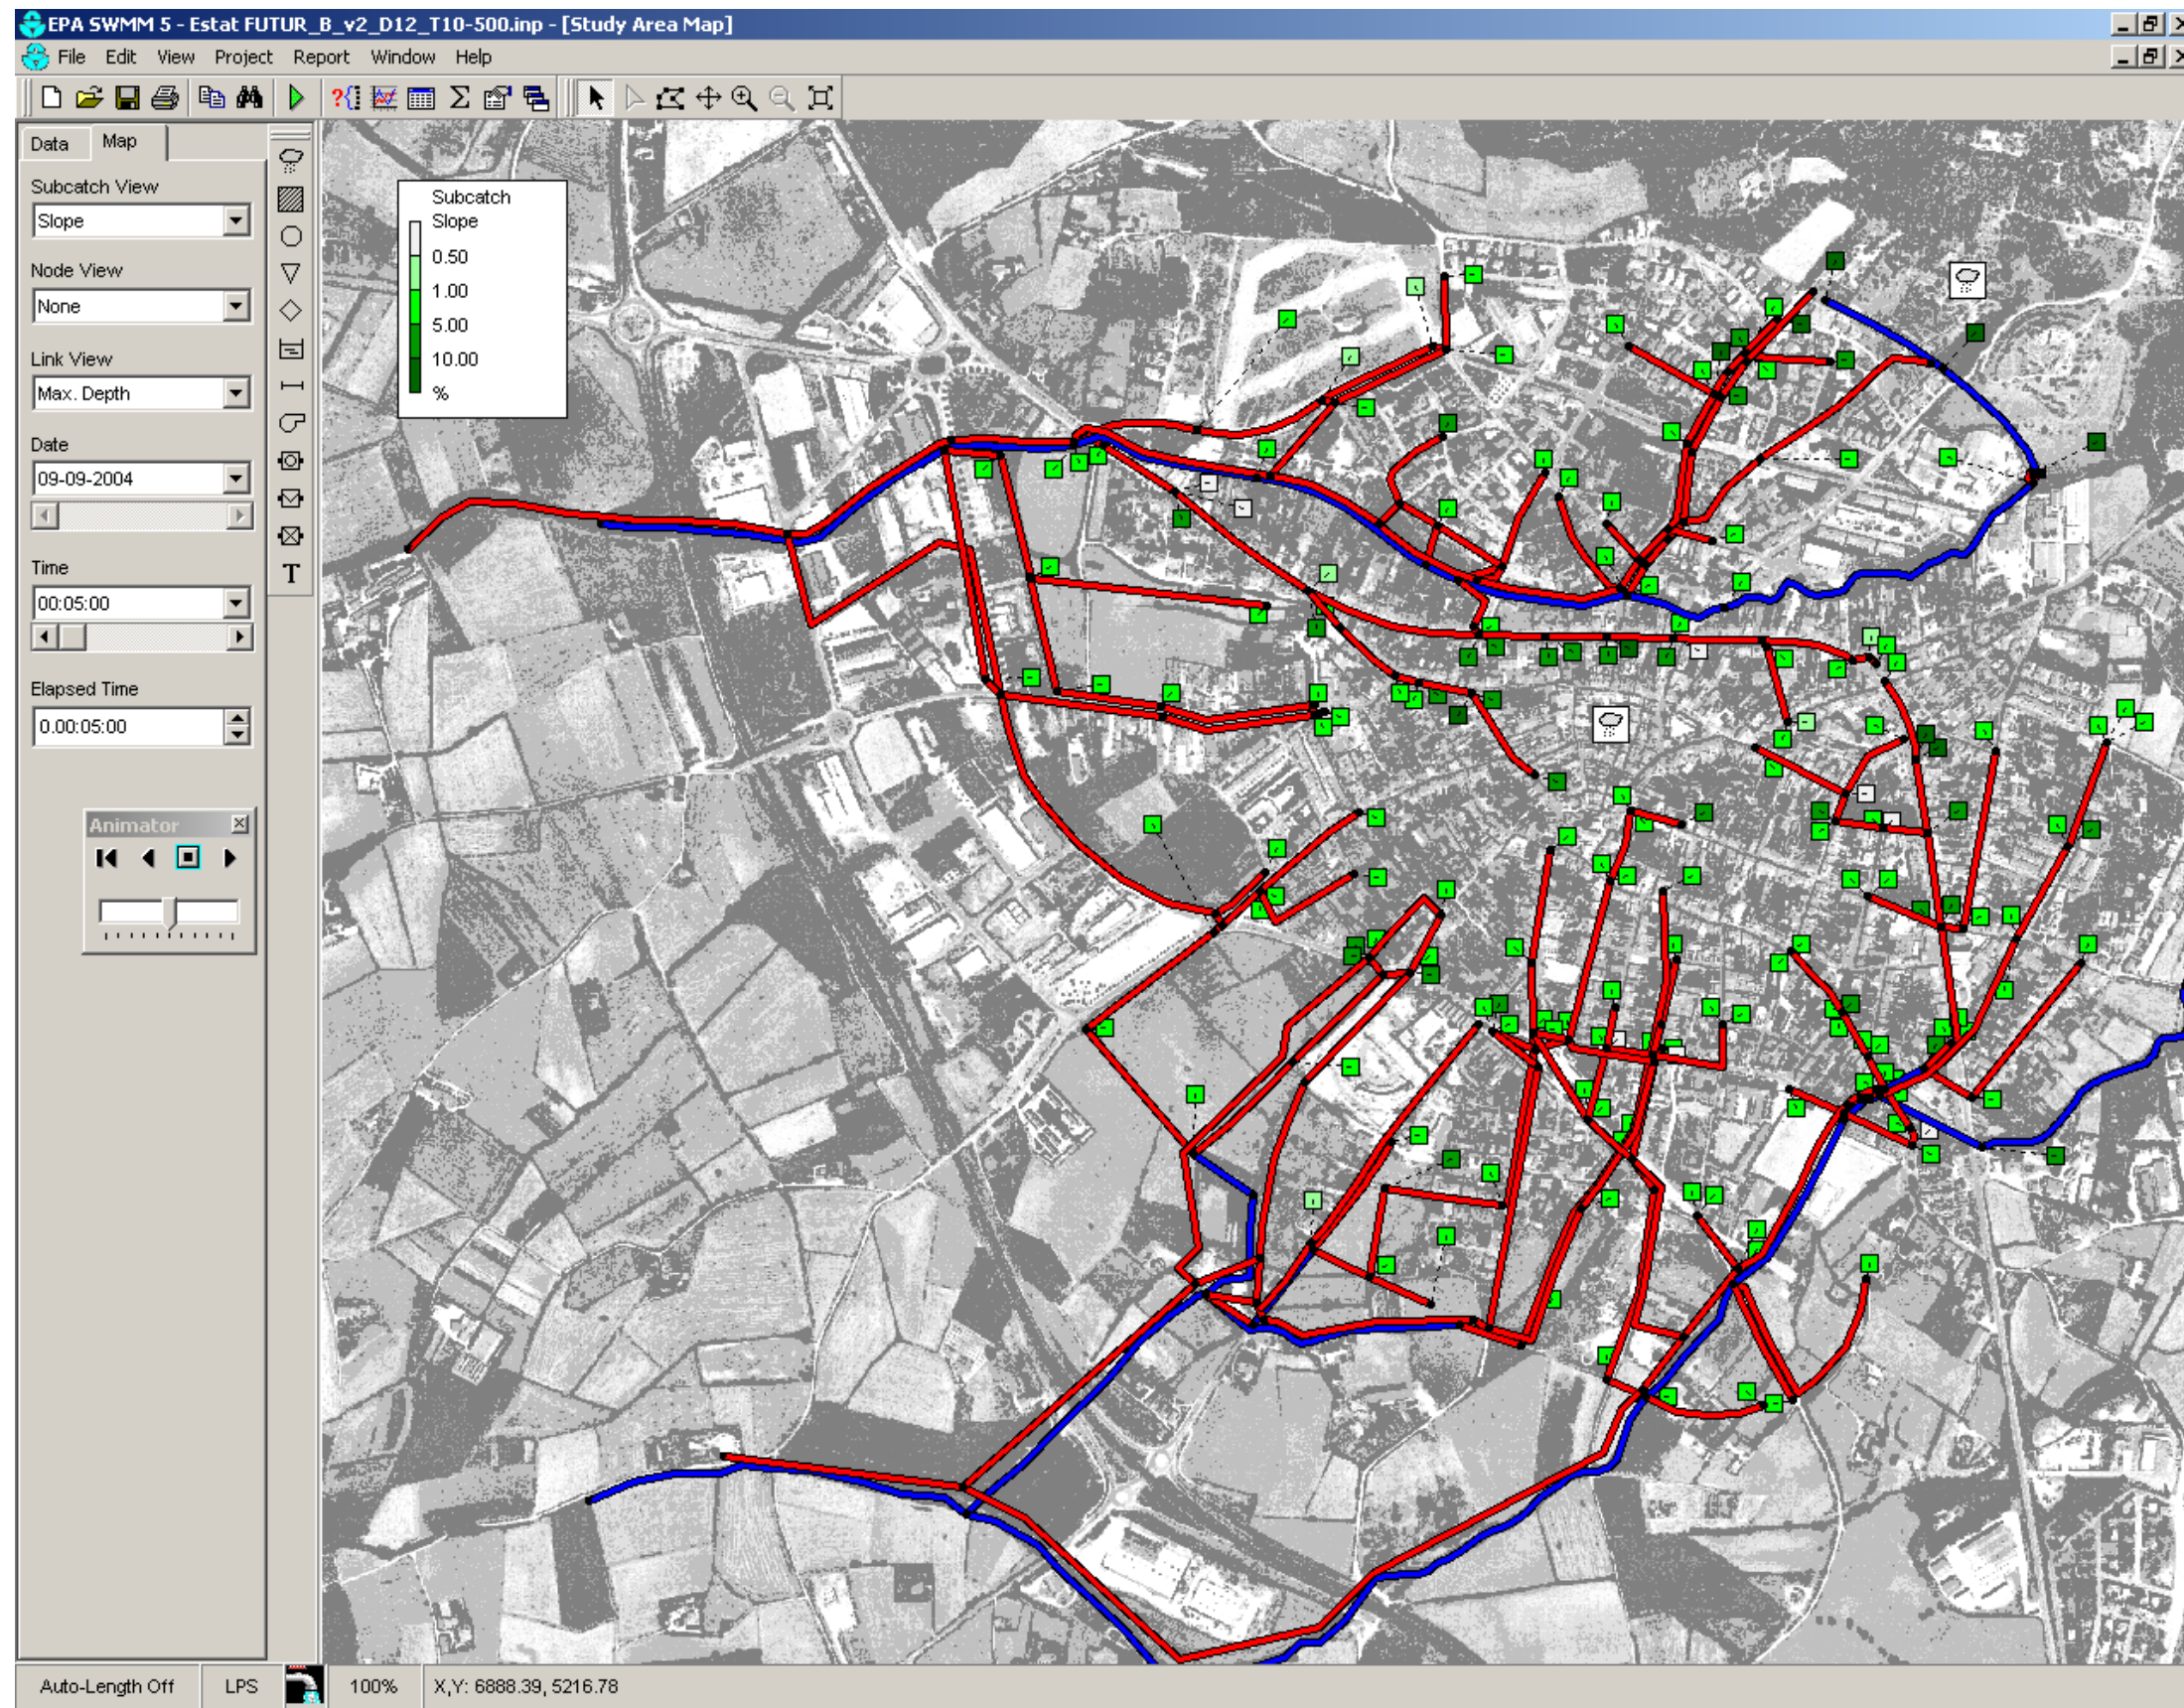 EPA SWMM 5 - Estat FUTUR_B_v2_D12_T10-500.inp - [Study Area Map]
File Edit View Project Report Window Help
Data Map
Subcatch View
Slope
Node View
None
Link View
Max. Depth
Date
09-09-2004
Time
00:05:00
Elapsed Time
0.00:05:00
Animator
T
Subcatch
Slope
0.50
1.00
5.00
10.00
%
Auto-Length Off LPS 100% X,Y: 6888.39, 5216.78